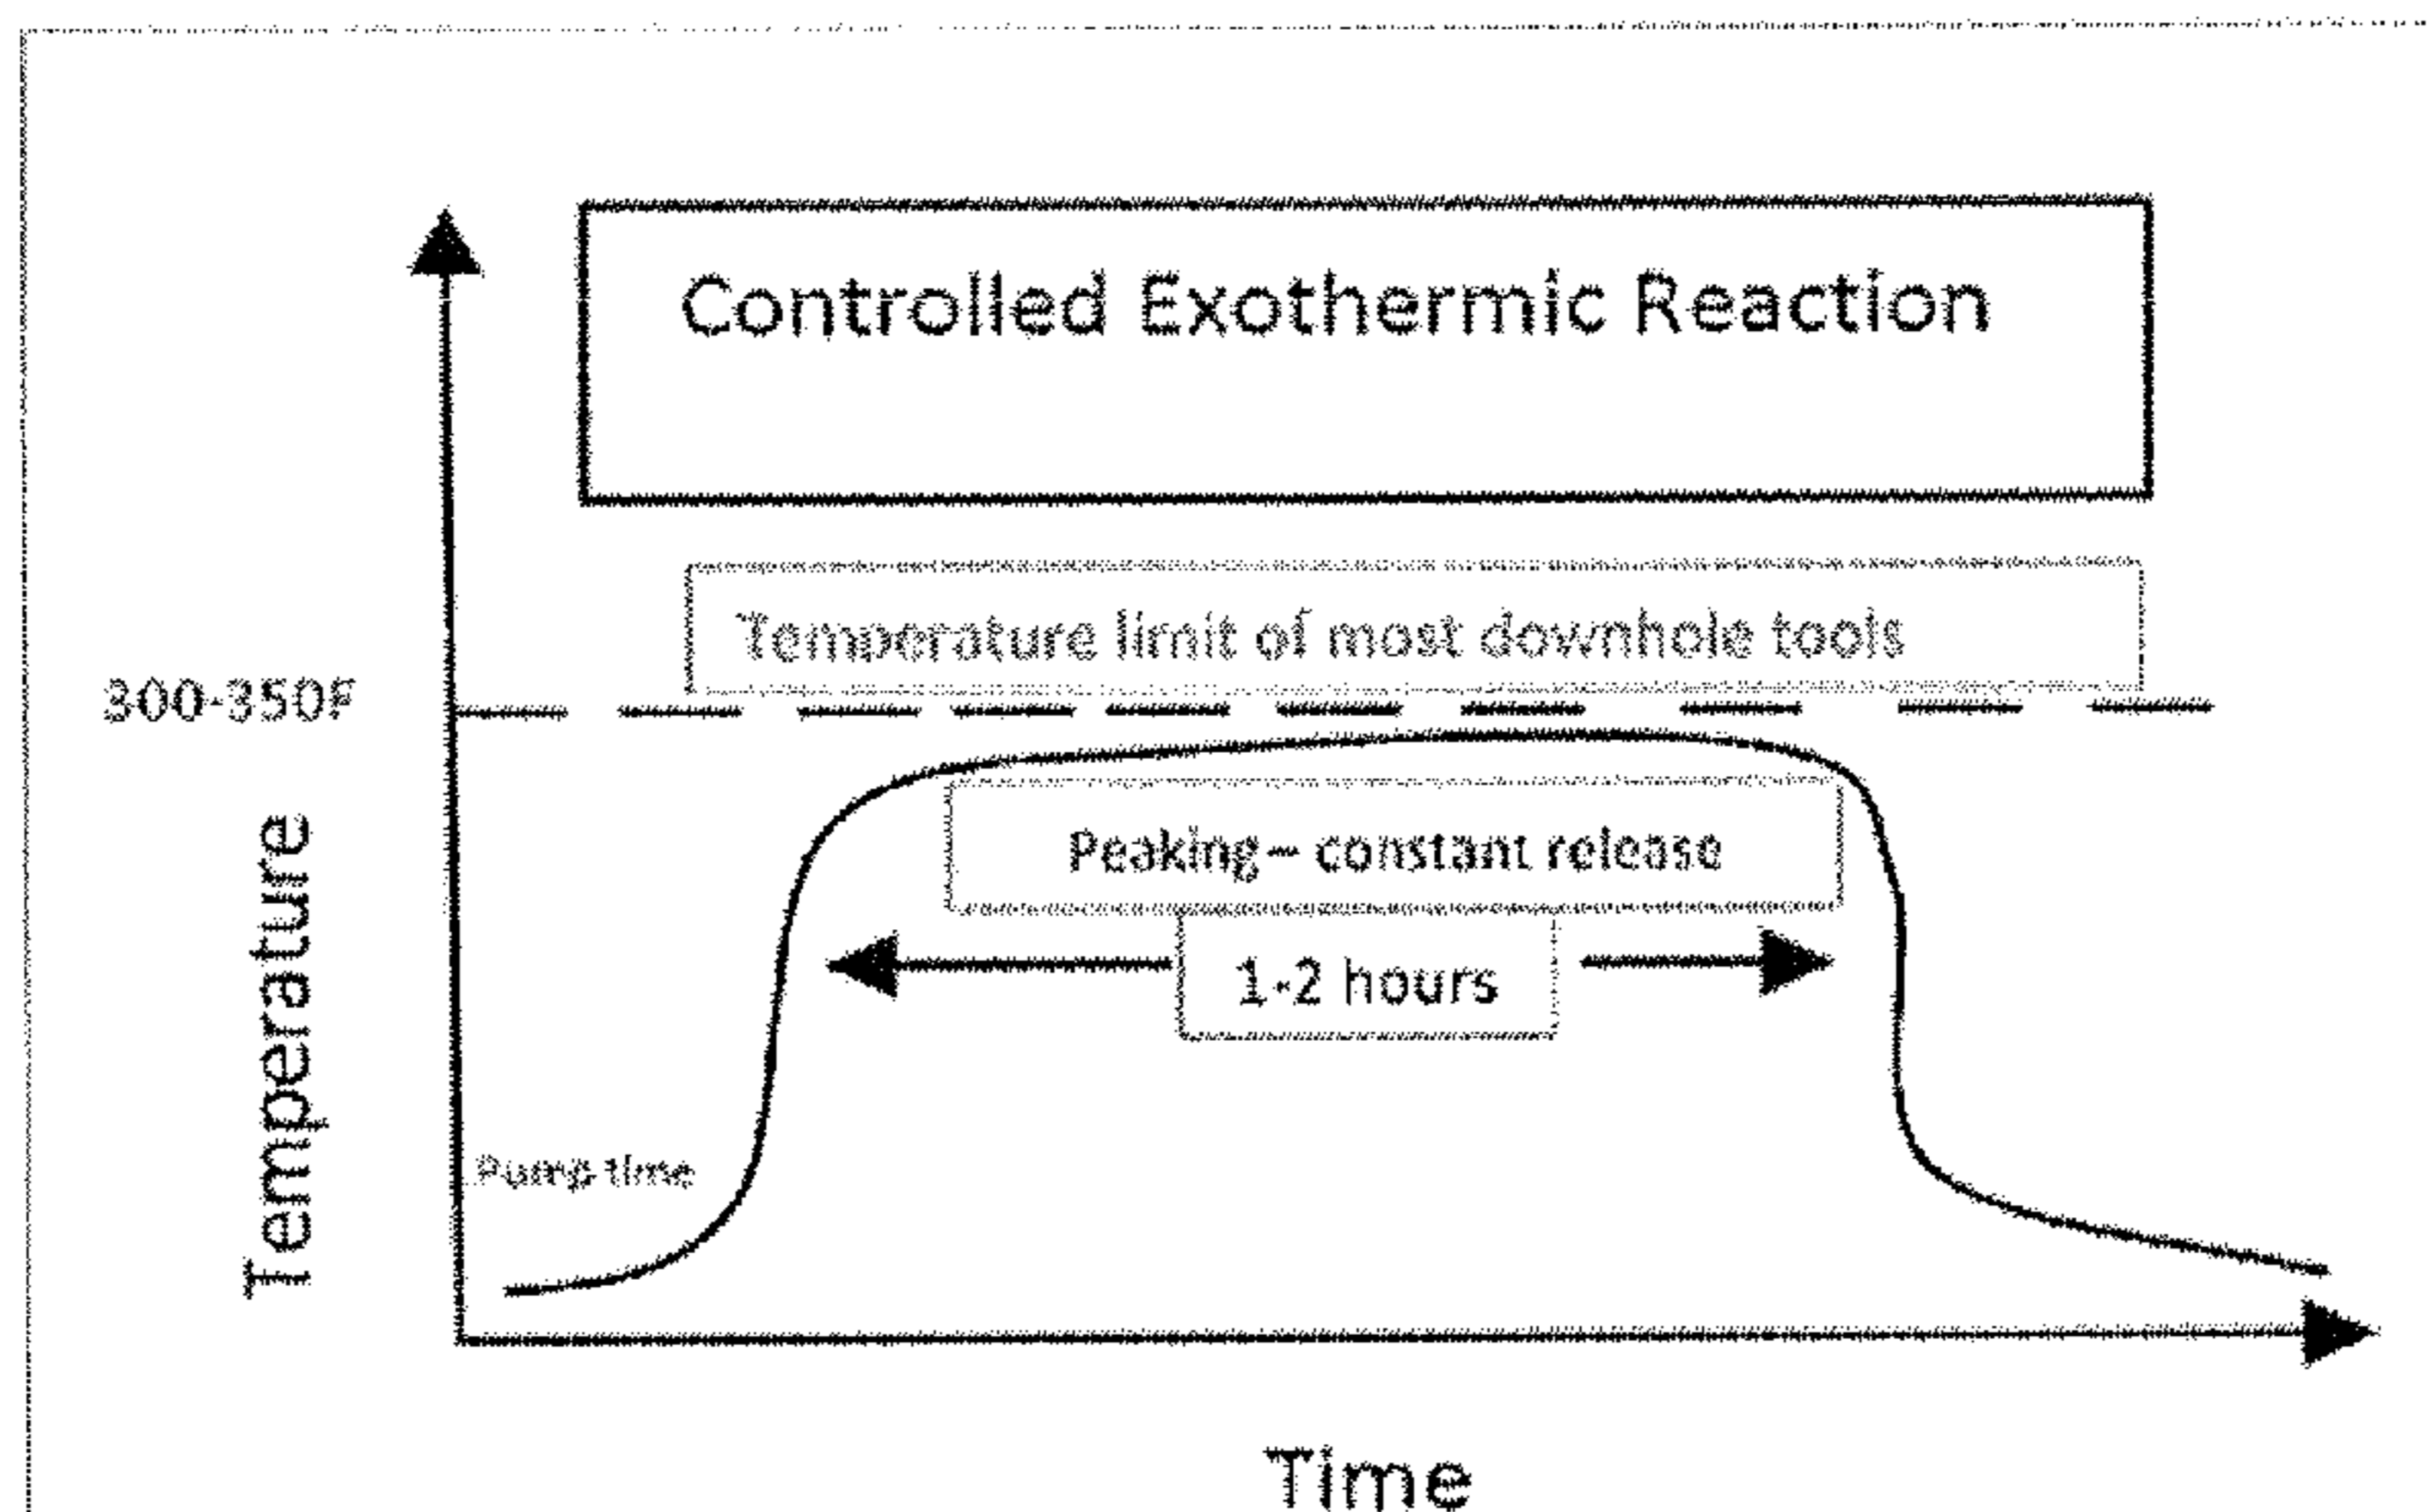 Controlled Exothermic Reaction
Temperature limit of most downhole tools
300-350F
Peaking– constant release
1-2 hours
Pump time
Temperature
Time